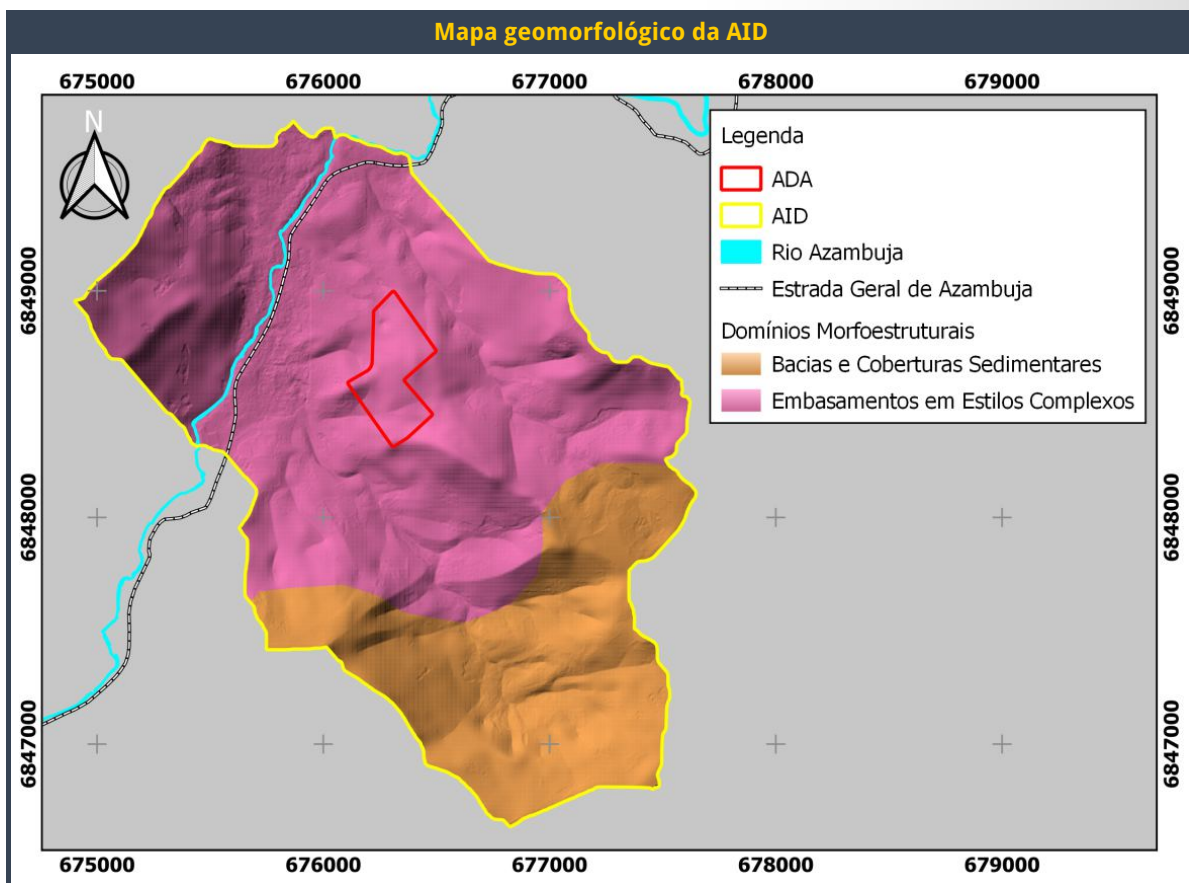 Mapa geomorfológico da AID
675000 676000 677000 678000 679000
N
Legenda
ADA
AID
Rio Azambuja
Estrada Geral de Azambuja
Domínios Morfoestruturais
Bacias e Coberturas Sedimentares
Embasamentos em Estilos Complexos
6849000 6849000
6848000 6848000
6847000 6847000
675000 676000 677000 678000 679000